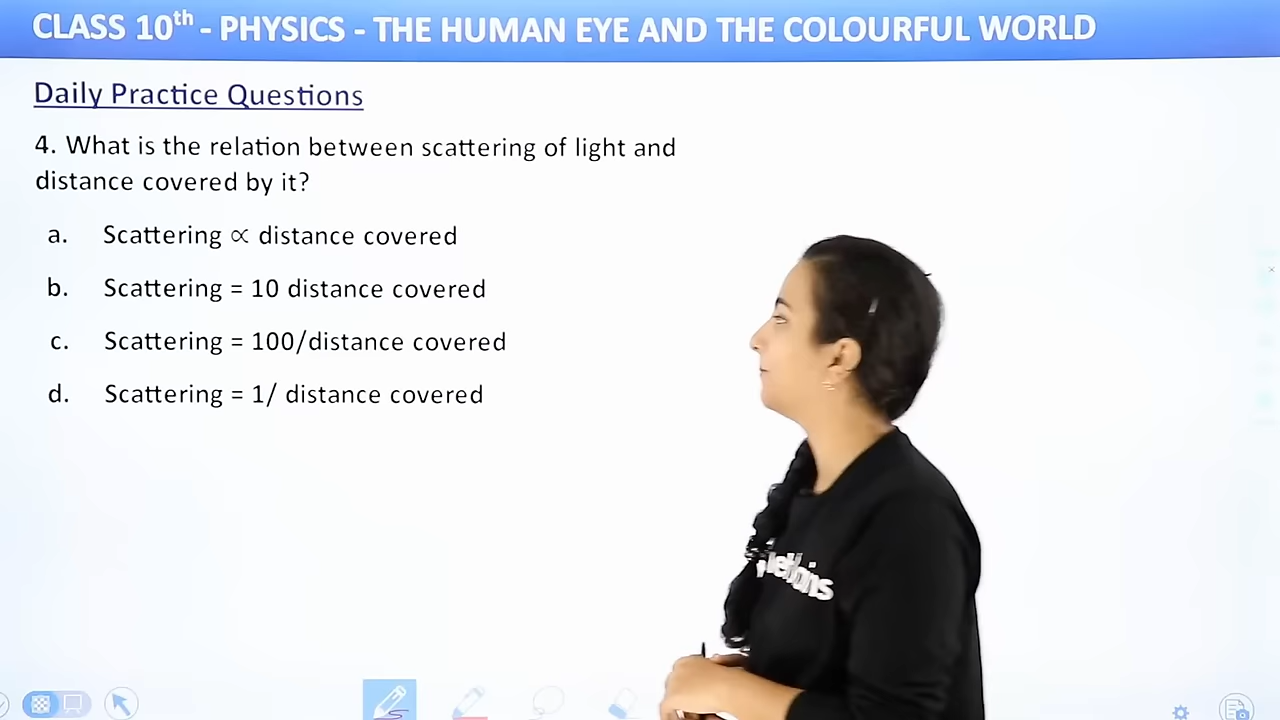 CLASS 10th - PHYSICS - THE HUMAN EYE AND THE COLOURFUL WORLD
Daily Practice Questions
4. What is the relation between scattering of light and
distance covered by it?
a. Scattering ∝ distance covered
b. Scattering = 10 distance covered
c. Scattering = 100/distance covered
d. Scattering = 1/ distance covered